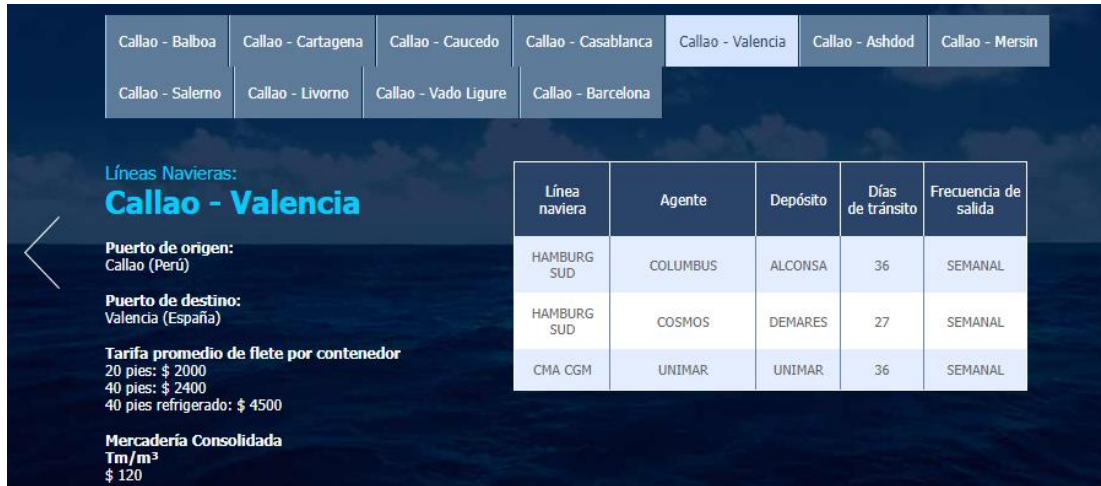 Callao - Balboa
Callao - Cartagena
Callao - Caucedo
Callao - Casablanca
Callao - Valencia
Callao - Ashdod
Callao - Mersin
Callao - Salerno
Callao - Livorno
Callao - Vado Ligure
Callao - Barcelona
Líneas Navieras:
Callao - Valencia
Puerto de origen:
Callao (Perú)
Puerto de destino:
Valencia (España)
Tarifa promedio de flete por contenedor
20 pies: $ 2000
40 pies: $ 2400
40 pies refrigerado: $ 4500
Mercadería Consolidada
Tm/m³
$ 120
Línea
naviera
Agente
Depósito
Días
de tránsito
Frecuencia de
salida
HAMBURG
SUD
COLUMBUS
ALCONSA
36
SEMANAL
HAMBURG
SUD
COSMOS
DEMARES
27
SEMANAL
CMA CGM
UNIMAR
UNIMAR
36
SEMANAL